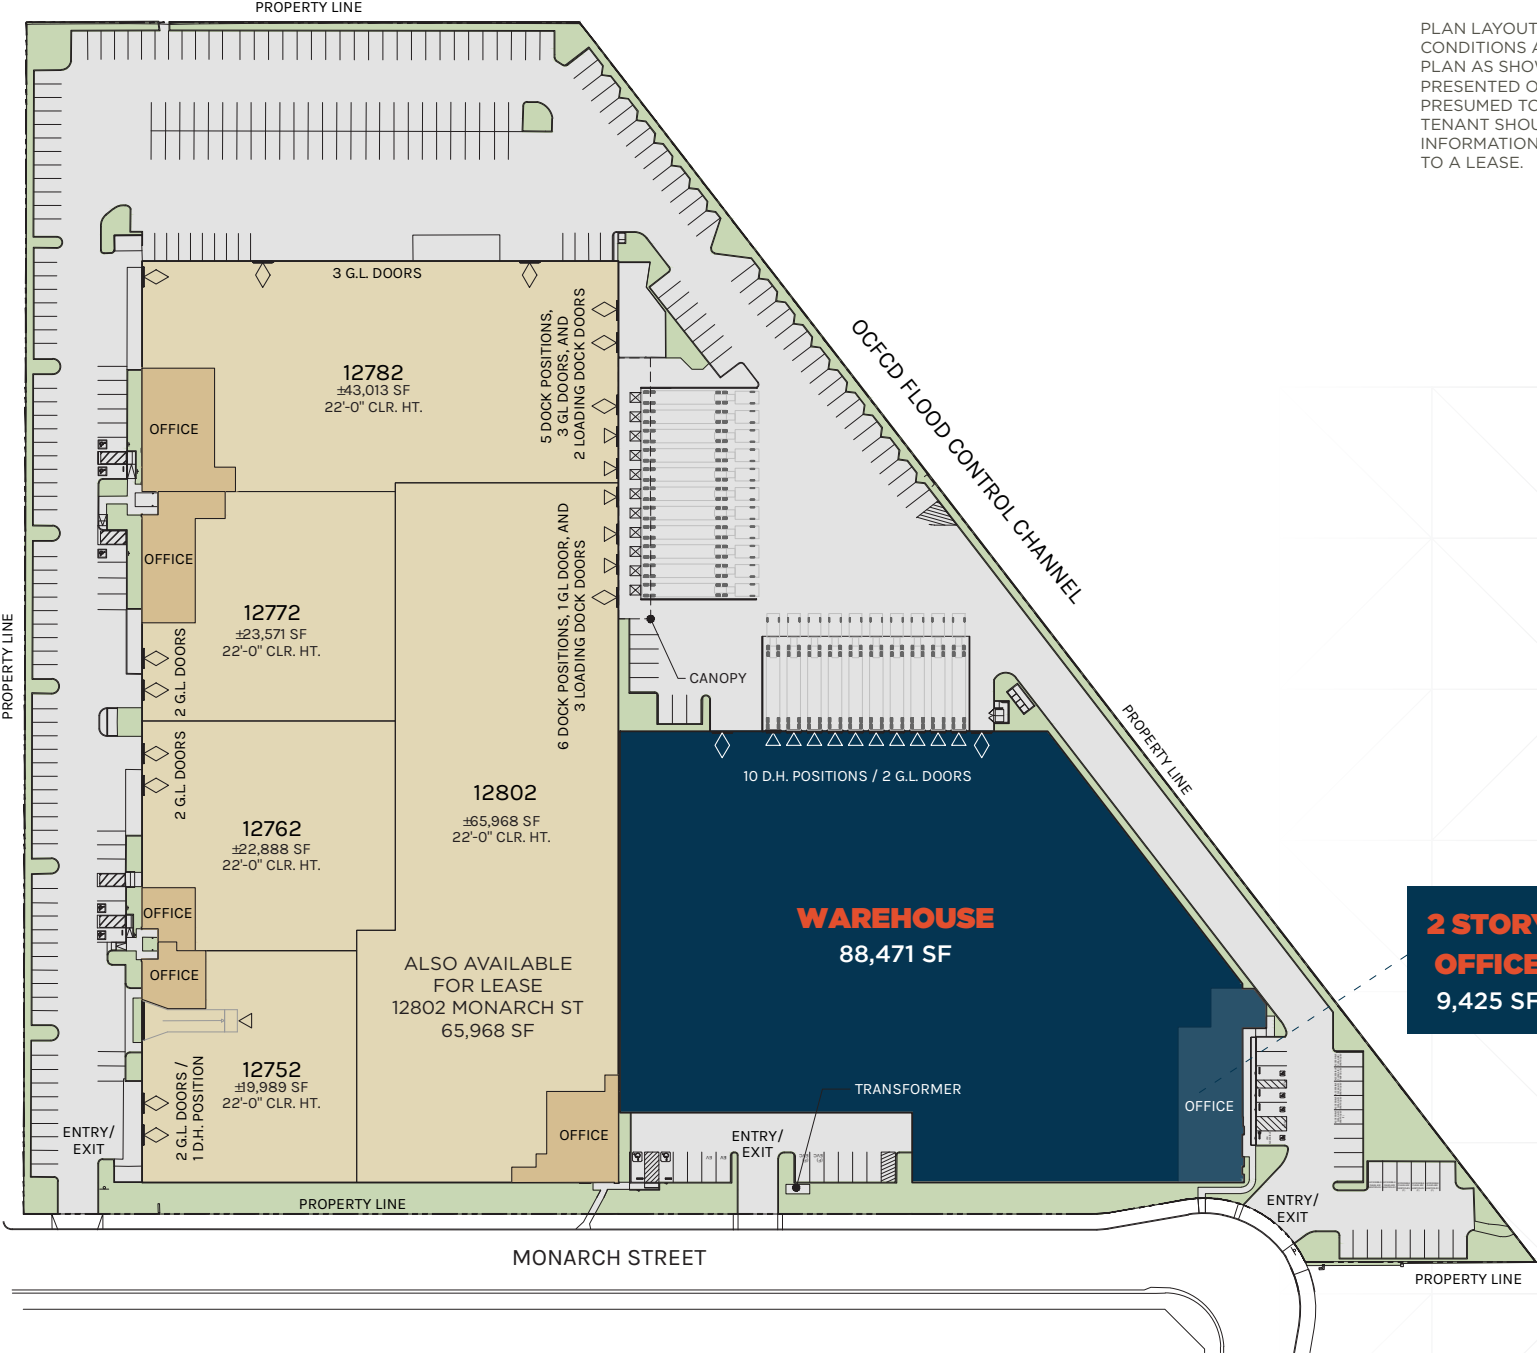 PROPERTY LINE
PLAN LAYOUT
CONDITIONS A
PLAN AS SHOW
PRESENTED O
PRESUMED TO
TENANT SHOU
INFORMATION
TO A LEASE.
3 G.L. DOORS
12782
±43,013 SF
22'-0" CLR. HT.
5 DOCK POSITIONS,
3 GL DOORS, AND
2 LOADING DOCK DOORS
OFFICE
OCFCD FLOOD CONTROL CHANNEL
OFFICE
12772
±23,571 SF
22'-0" CLR. HT.
2 G.L. DOORS
6 DOCK POSITIONS, 1 GL DOOR, AND
3 LOADING DOCK DOORS
PROPERTY LINE
CANOPY
PROPERTY LINE
2 G.L DOORS
12762
±22,888 SF
22'-0" CLR. HT.
12802
±65,968 SF
22'-0" CLR. HT.
10 D.H. POSITIONS / 2 G.L. DOORS
OFFICE
WAREHOUSE
88,471 SF
2 STORY
OFFICE
9,425 SF
OFFICE
ALSO AVAILABLE
FOR LEASE
12802 MONARCH ST
65,968 SF
12752
±19,989 SF
22'-0" CLR. HT.
2 G.L. DOORS /
1 D.H. POSITION
TRANSFORMER
OFFICE
OFFICE
ENTRY/
EXIT
ENTRY/
EXIT
PROPERTY LINE
ENTRY/
EXIT
MONARCH STREET
PROPERTY LINE